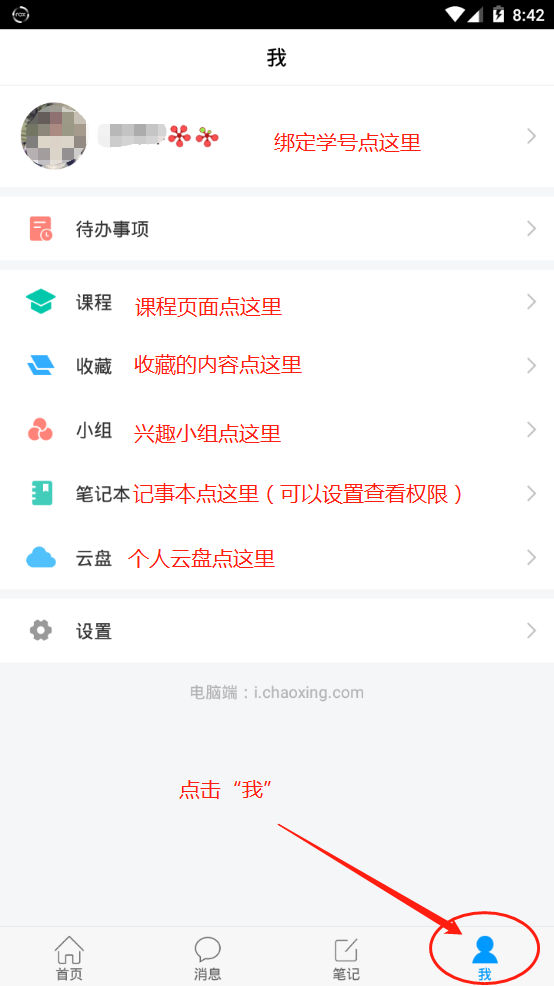 8:42
我
绑定学号点这里
待办事项
课程 课程页面点这里
收藏 收藏的内容点这里
小组 兴趣小组点这里
笔记本 记事本点这里（可以设置查看权限）
云盘 个人云盘点这里
设置
电脑端：i.chaoxing.com
点击“我”
首页 消息 笔记 我